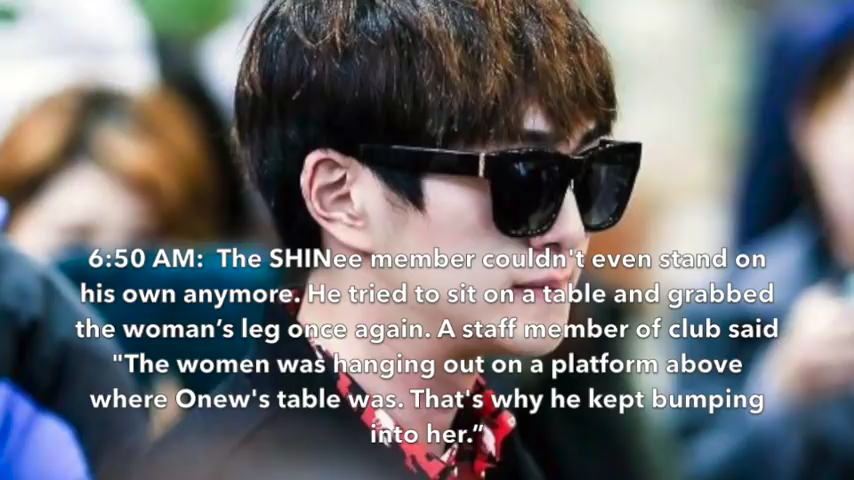 6:50 AM:  The SHINee member couldn't even stand on
his own anymore. He tried to sit on a table and grabbed
the woman’s leg once again. A staff member of club said
"The women was hanging out on a platform above
where Onew's table was. That's why he kept bumping
into her.”